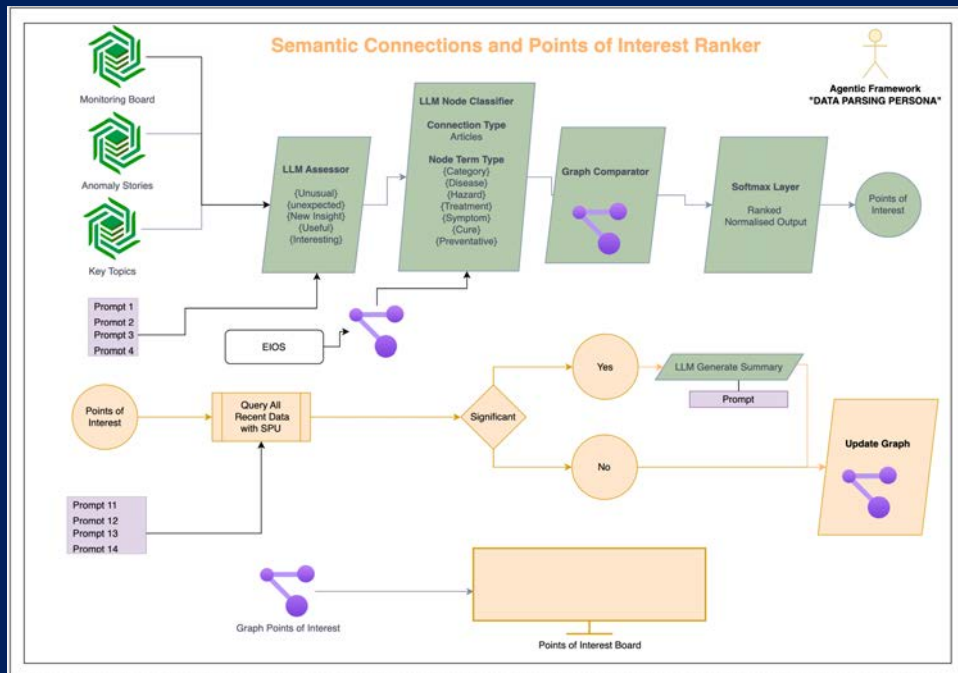 Semantic Connections and Points of Interest Ranker
Agentic Framework
"DATA PARSING PERSONA"
Monitoring Board
Anomaly Stories
Key Topics
LLM Assessor
{Unusual}
{unexpected}
{New Insight}
{Useful}
{Interesting}
LLM Node Classifier
Connection Type
Articles
Node Term Type
{Category}
{Disease}
{Hazard}
{Treatment}
{Symptom}
{Cure}
{Preventative}
Graph Comparator
Softmax Layer
Ranked
Normalised Output
Points of
Interest
Prompt 1
Prompt 2
Prompt 3
Prompt 4
EIOS
Points of
Interest
Query All
Recent Data
with SPU
Significant
Yes
No
LLM Generate Summary
Prompt
Update Graph
Prompt 11
Prompt 12
Prompt 13
Prompt 14
Graph Points of Interest
Points of Interest Board